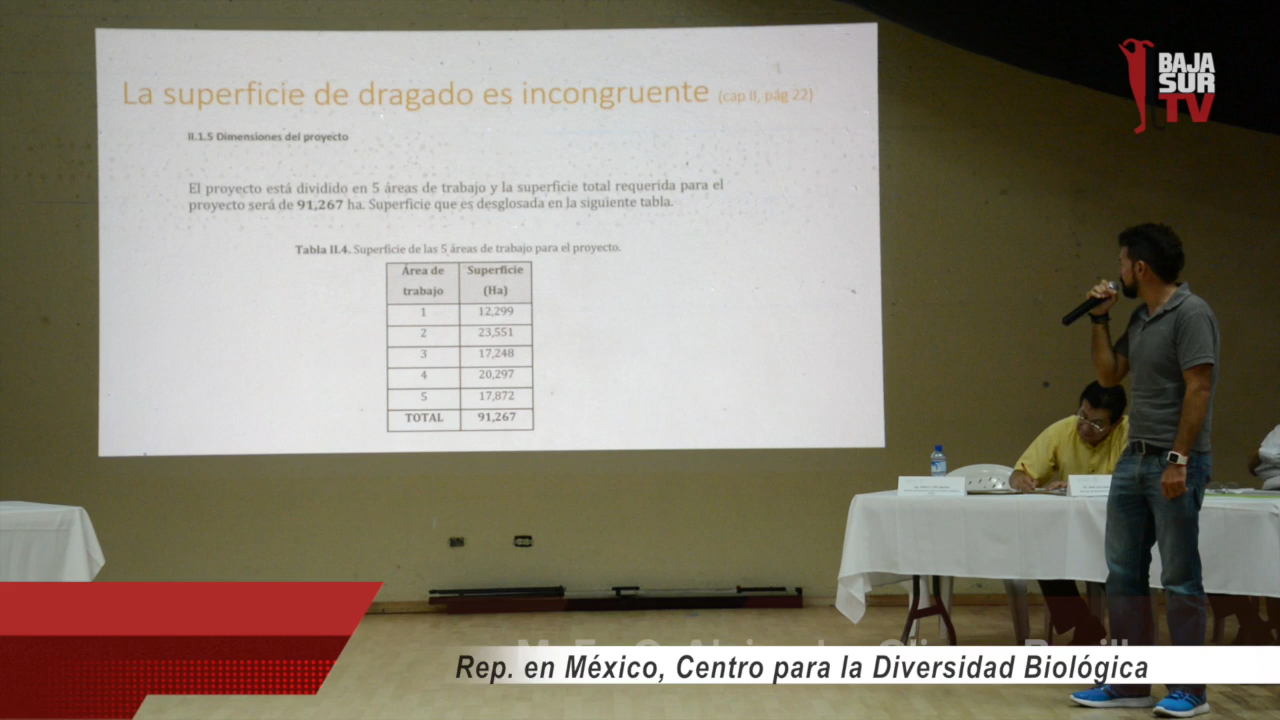 La superficie de dragado es incongruente (cap II, pág 22)
II.1.5 Dimensiones del proyecto
El proyecto está dividido en 5 áreas de trabajo y la superficie total requerida para el
proyecto será de 91,267 ha. Superficie que es desglosada en la siguiente tabla.
Tabla II.4. Superficie de las 5 áreas de trabajo para el proyecto.
Área de trabajo Superficie (Ha)
1 12,299
2 23,551
3 17,248
4 20,297
5 17,872
TOTAL 91,267
BAJA
SUR
TV
Rep. en México, Centro para la Diversidad Biológica